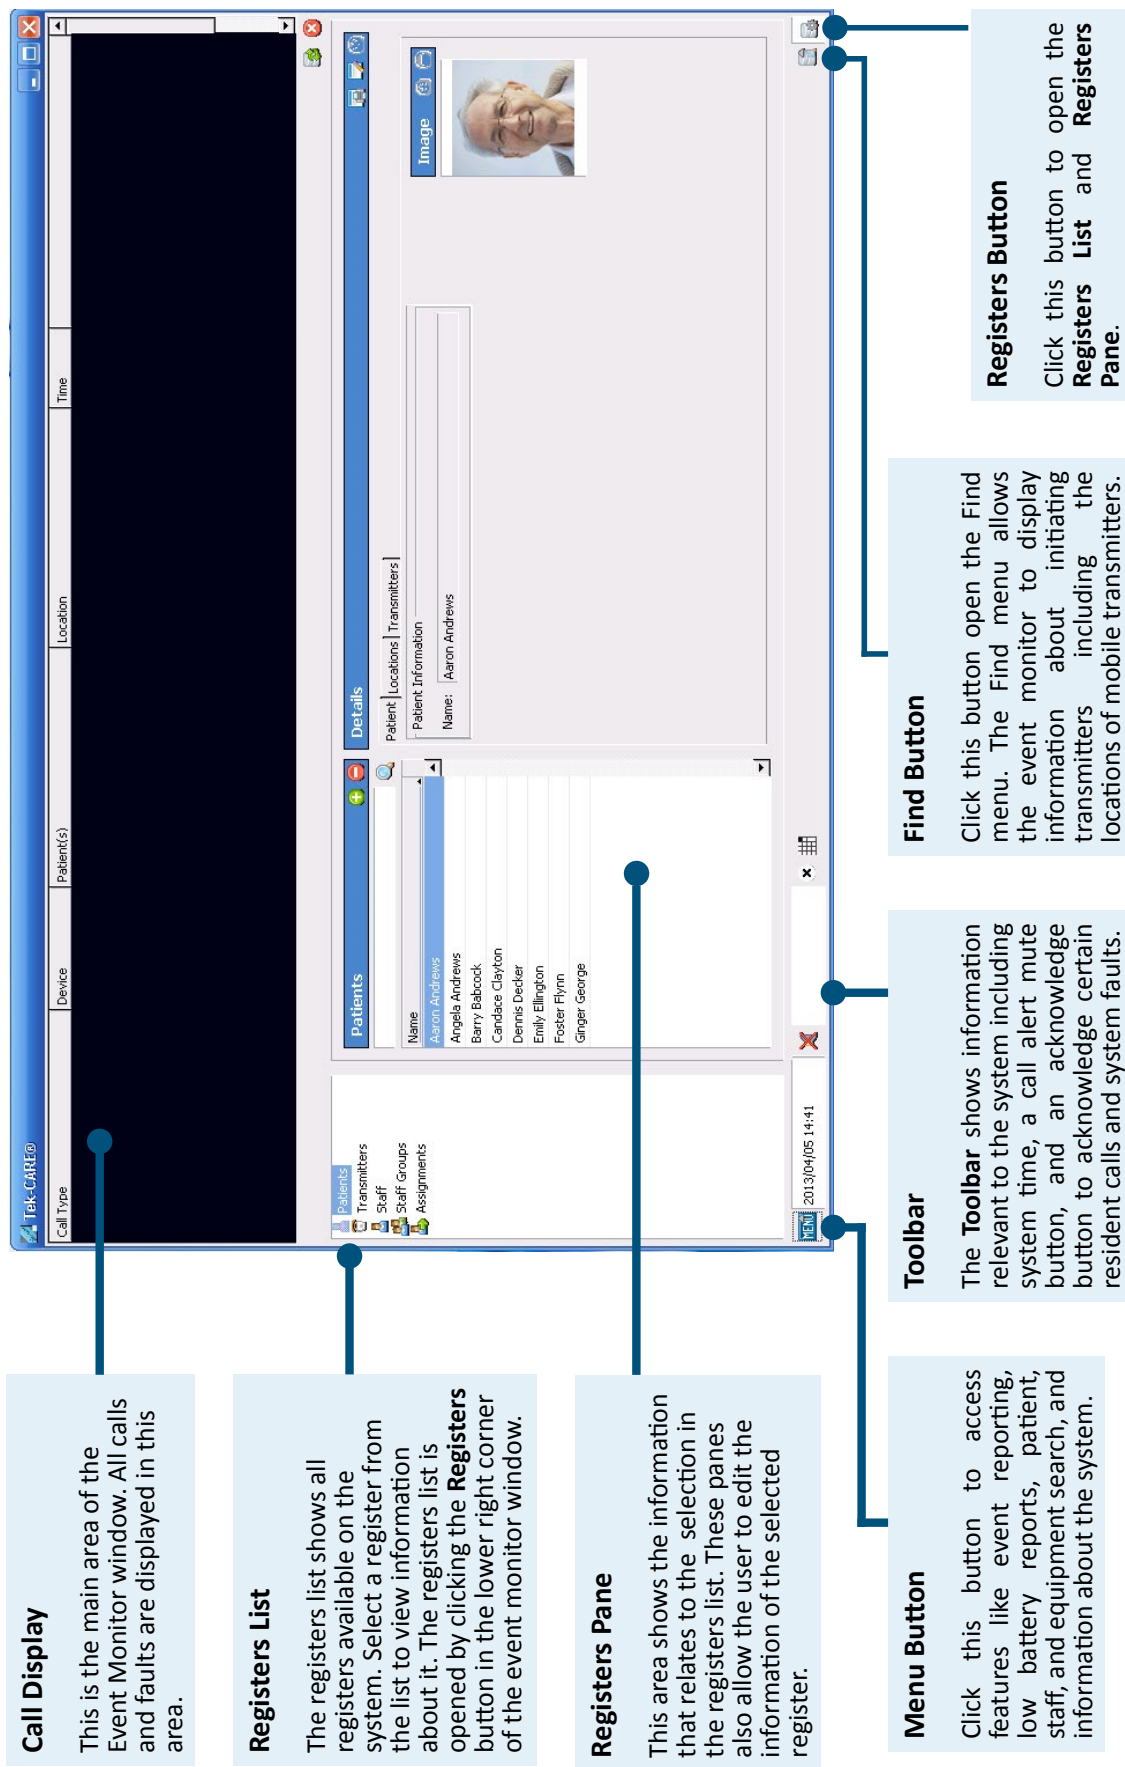 Call Display
This is the main area of the
Event Monitor window. All calls
and faults are displayed in this
area.
Registers List
The registers list shows all
registers available on the
system. Select a register from
the list to view information
about it. The registers list is
opened by clicking the Registers
button in the lower right corner
of the event monitor window.
Registers Pane
This area shows the information
that relates to the selection in
the registers list. These panes
also allow the user to edit the
information of the selected
register.
Tek-CARE®
Call Type Device Patient(s) Location Time
Patients
Transmitters
Staff
Staff Groups
Assignments
Patients
Name
Aaron Andrews
Angela Andrews
Barry Babcock
Candace Clayton
Dennis Decker
Emily Ellington
Foster Flynn
Ginger George
Details
Patient Locations Transmitters
Patient Information
Name: Aaron Andrews
Image
MENU 2013/04/05 14:41
Menu Button
Click this button to access
features like event reporting,
low battery reports, patient,
staff, and equipment search, and
information about the system.
Toolbar
The Toolbar shows information
relevant to the system including
system time, a call alert mute
button, and an acknowledge
button to acknowledge certain
resident calls and system faults.
Find Button
Click this button open the Find
menu. The Find menu allows
the event monitor to display
information about initiating
transmitters including the
locations of mobile transmitters.
Registers Button
Click this button to open the
Registers List and Registers
Pane.